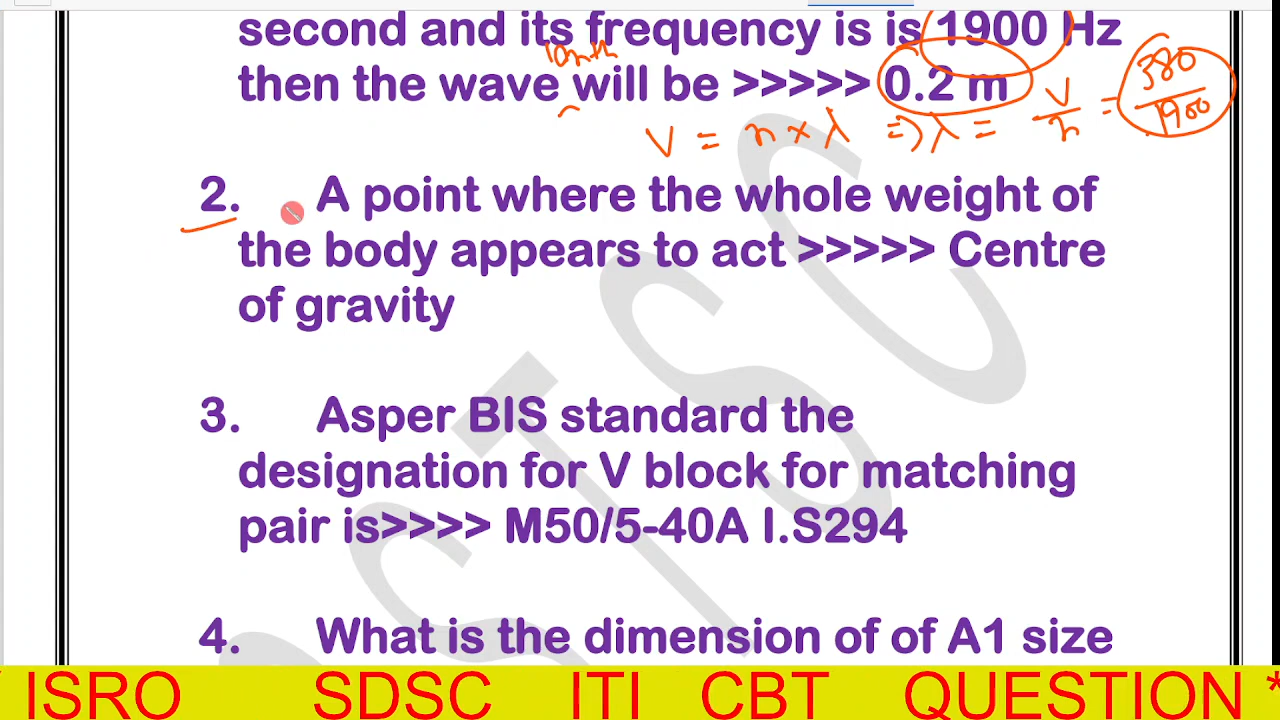 second and its frequency is is 1900 Hz
then the wave will be >>>>> 0.2 m
V = n × λ => λ = V/n = 380/1900
2. A point where the whole weight of
the body appears to act >>>>> Centre
of gravity
3. Asper BIS standard the
designation for V block for matching
pair is>>>> M50/5-40A I.S294
4. What is the dimension of of A1 size
ISRO SDSC ITI CBT QUESTION *